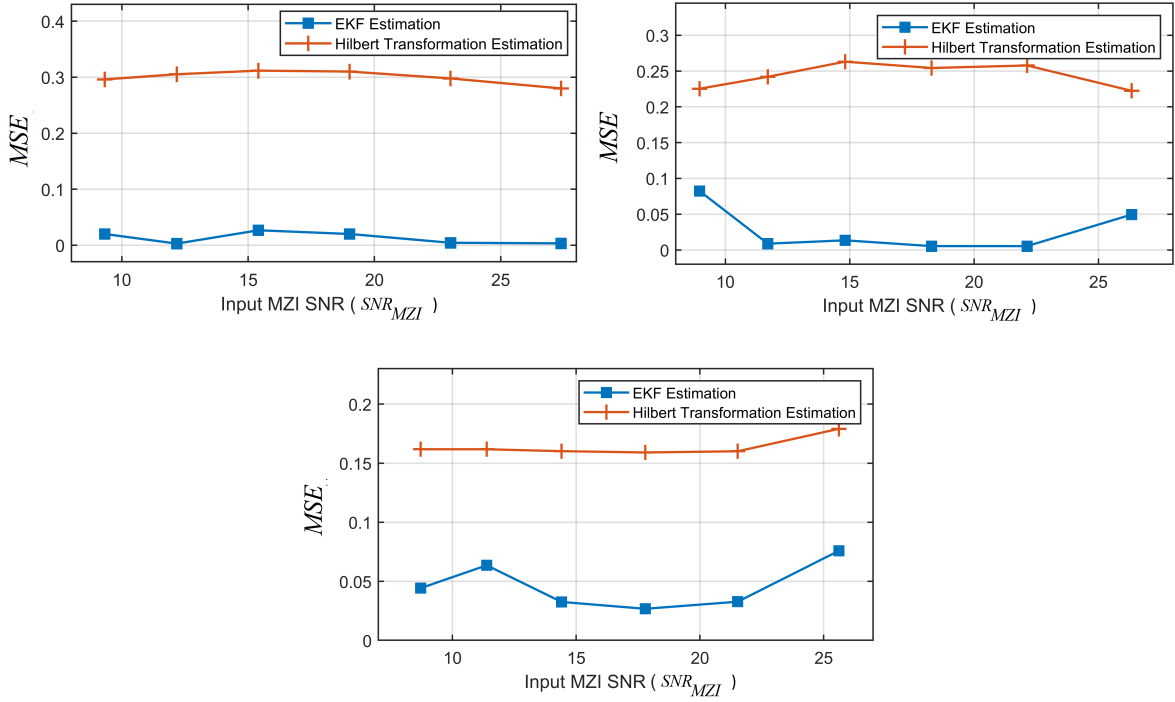 EKF Estimation
Hilbert Transformation Estimation
0.4
0.3
0.2
0.1
0
MSE
10 15 20 25
Input MZI SNR ( SNR_MZI )
EKF Estimation
Hilbert Transformation Estimation
0.3
0.25
0.2
0.15
0.1
0.05
0
MSE
10 15 20 25
Input MZI SNR ( SNR_MZI )
EKF Estimation
Hilbert Transformation Estimation
0.2
0.15
0.1
0.05
0
MSE
10 15 20 25
Input MZI SNR ( SNR_MZI )